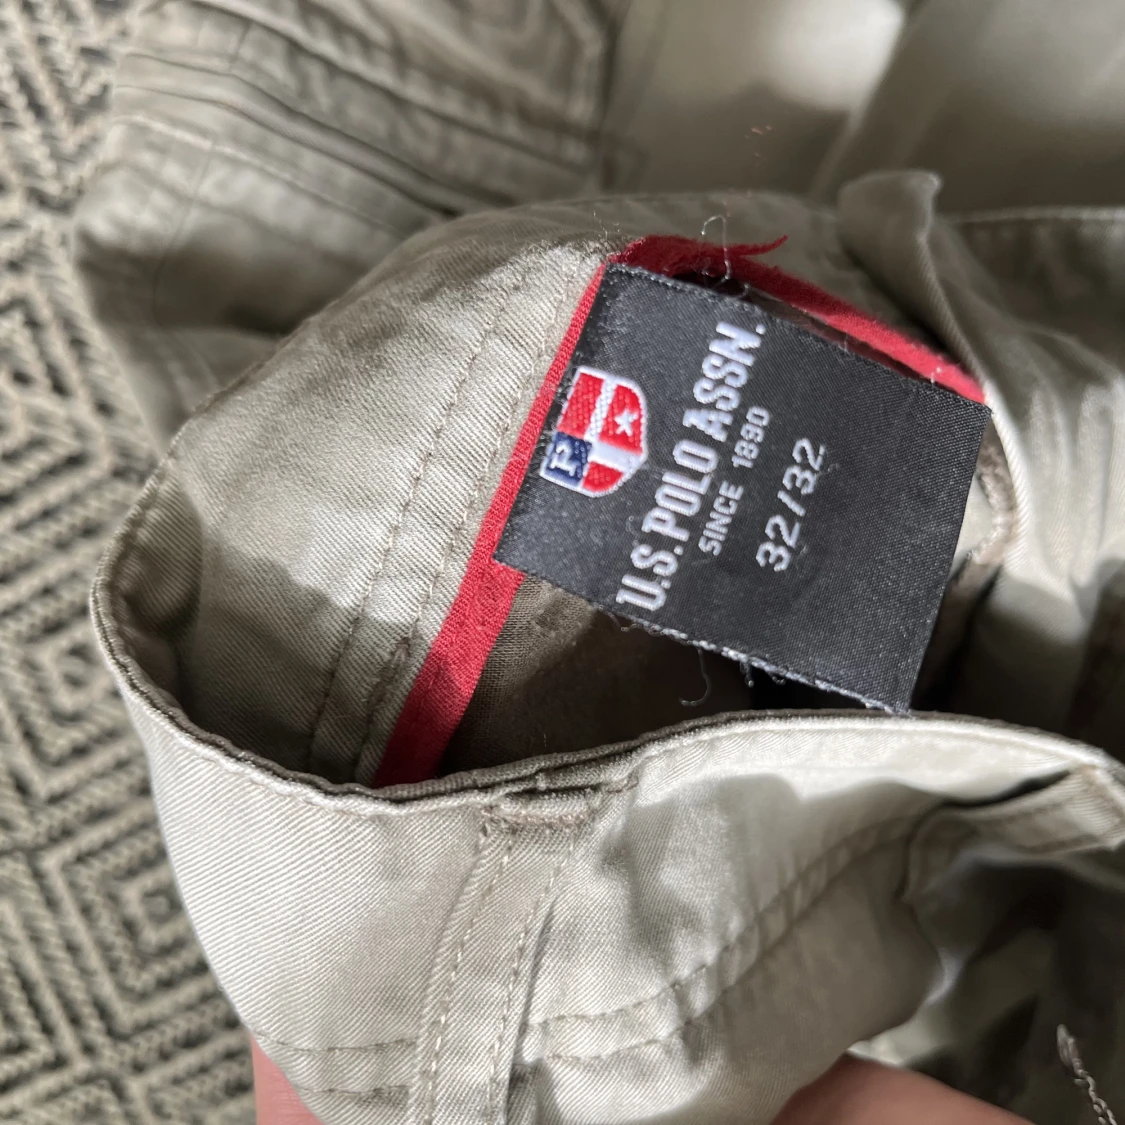 P
U.S. POLO ASSN.
SINCE 1890
32/32